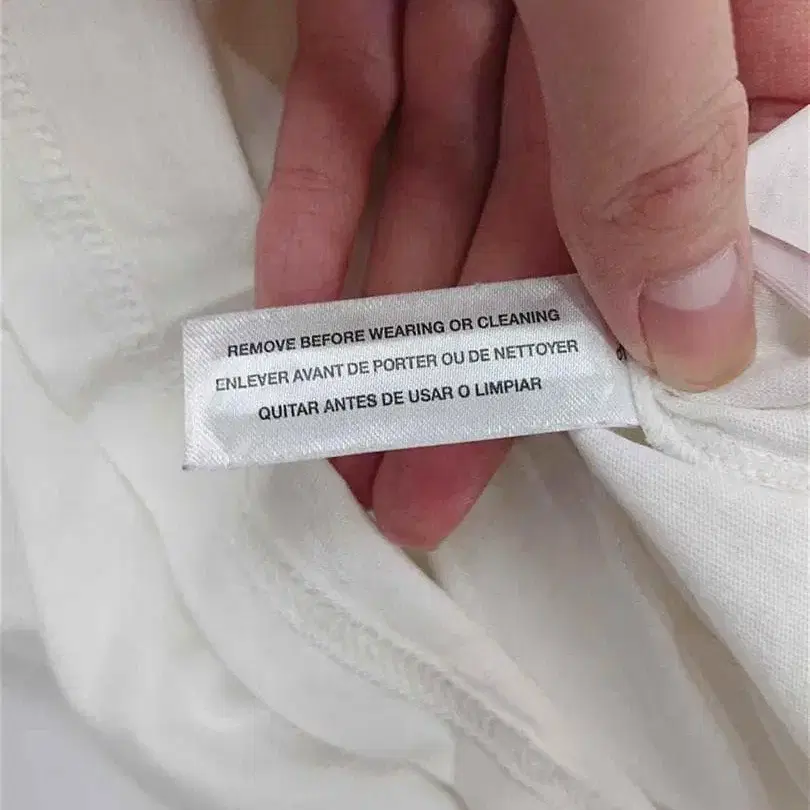 REMOVE BEFORE WEARING OR CLEANING
ENLEVER AVANT DE PORTER OU DE NETTOYER
QUITAR ANTES DE USAR O LIMPIAR